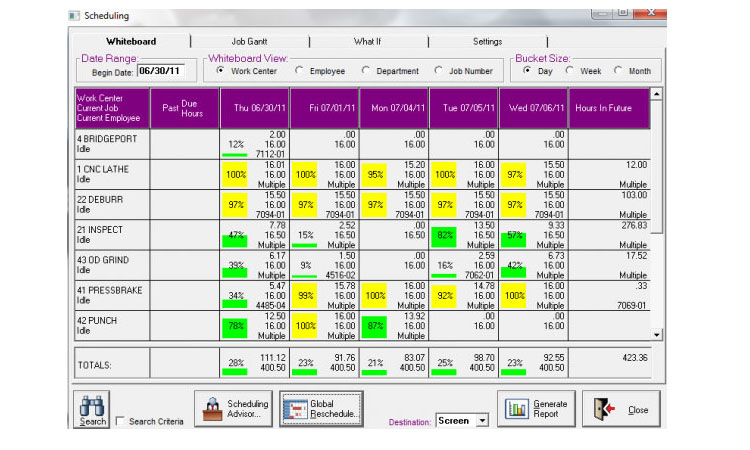 Scheduling
Whiteboard Job Gantt What If Settings
Date Range: Whiteboard View: Bucket Size:
Begin Date: 06/30/11 Work Center Employee Department Job Number Day Week Month
Work Center
Current Job
Current Employee
Past Due Hours
Thu 06/30/11 Fri 07/01/11 Mon 07/04/11 Tue 07/05/11 Wed 07/06/11 Hours In Future
4 BRIDGEPORT 2.00 .00 .00 .00 .00
Idle 12% 16.00 16.00 16.00 16.00 16.00
7112-01
1 CNC LATHE 16.01 16.00 15.20 16.00 15.50 12.00
Idle 100% 16.00 100% 16.00 95% 16.00 100% 16.00 97% 16.00
Multiple Multiple Multiple Multiple Multiple Multiple
22 DEBURR 15.50 15.50 15.50 15.50 15.50 103.00
Idle 97% 16.00 97% 16.00 97% 16.00 97% 16.00 97% 16.00
7094-01 7094-01 7094-01 7094-01 7094-01 Multiple
21 INSPECT 7.78 2.52 .00 13.50 9.33 276.83
Idle 47% 16.50 15% 16.50 16.50 82% 16.50 57% 16.50
Multiple Multiple Multiple Multiple Multiple
43 OD GRIND 6.17 1.50 .00 2.59 6.73 17.52
Idle 39% 16.00 9% 16.00 16.00 16% 16.00 42% 16.00
Multiple 4516-02 7062-01 Multiple Multiple
41 PRESSBRAKE 5.47 15.78 16.00 14.78 16.00 .33
Idle 34% 16.00 99% 16.00 100% 16.00 92% 16.00 100% 16.00
4485-04 Multiple Multiple Multiple Multiple 7069-01
42 PUNCH 12.50 16.00 13.92 .00 .00
Idle 78% 16.00 100% 16.00 87% 16.00 16.00 16.00
Multiple Multiple Multiple
TOTALS: 28% 111.12 23% 91.76 21% 83.07 25% 98.70 23% 92.55 423.36
400.50 400.50 400.50 400.50 400.50
Search Search Criteria
Scheduling
Advisor...
Global
Reschedule...
Destination: Screen
Generate
Report
Close